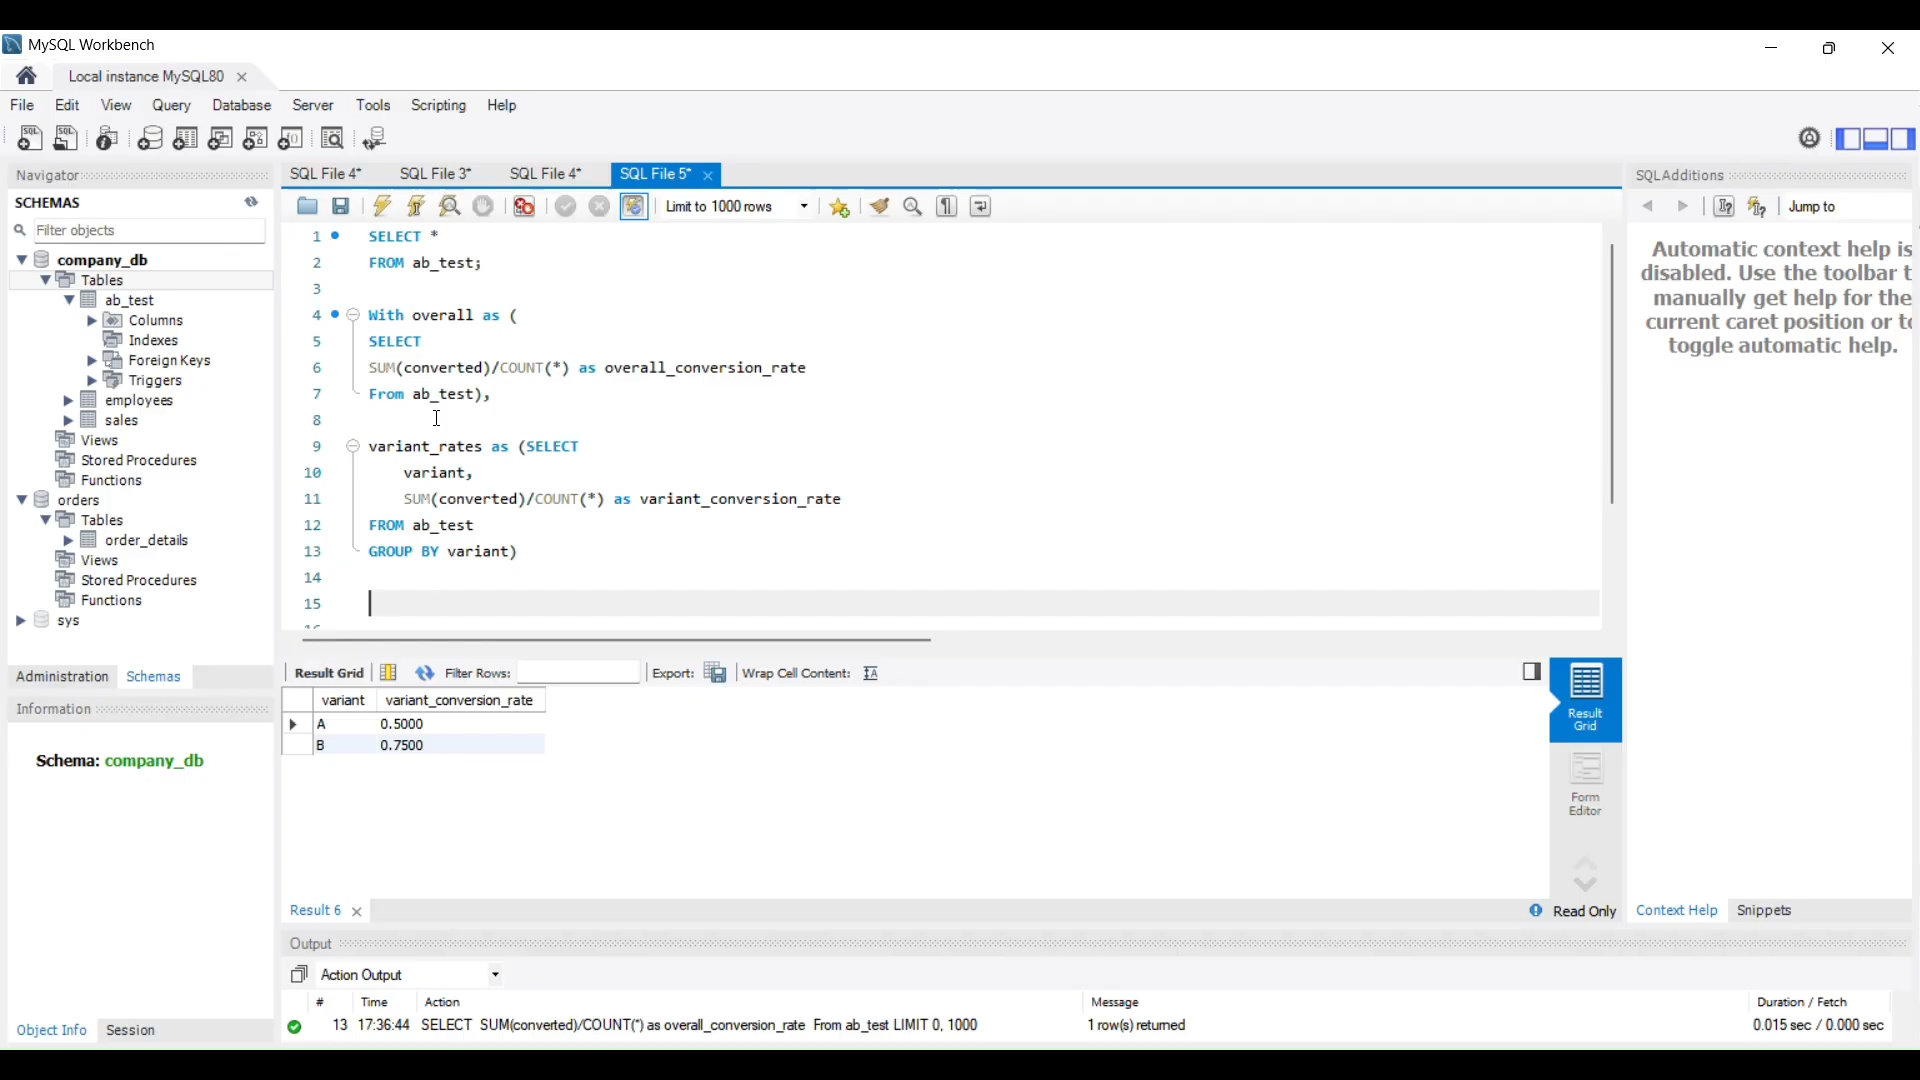 MySQL Workbench
Local instance MySQL80
File Edit View Query Database Server Tools Scripting Help
Navigator
SCHEMAS
Filter objects
company_db
Tables
ab_test
Columns
Indexes
Foreign Keys
Triggers
employees
sales
Views
Stored Procedures
Functions
orders
Tables
order_details
Views
Stored Procedures
Functions
sys
Administration Schemas
Information
Schema: company_db
Object Info Session
SQL File 4* SQL File 3* SQL File 4* SQL File 5*
Limit to 1000 rows
1 SELECT *
2 FROM ab_test;
3
4 With overall as (
5 SELECT
6 SUM(converted)/COUNT(*) as overall_conversion_rate
7 From ab_test),
8
9 variant_rates as (SELECT
10 variant,
11 SUM(converted)/COUNT(*) as variant_conversion_rate
12 FROM ab_test
13 GROUP BY variant)
14
15
Result Grid Filter Rows: Export: Wrap Cell Content:
variant variant_conversion_rate
A 0.5000
B 0.7500
Result Grid
Form Editor
Result 6 Read Only
SQLAdditions
Jump to
Automatic context help is
disabled. Use the toolbar t
manually get help for the
current caret position or to
toggle automatic help.
Context Help Snippets
Output
Action Output
# Time Action Message Duration / Fetch
13 17:36:44 SELECT SUM(converted)/COUNT(*) as overall_conversion_rate From ab_test LIMIT 0, 1000 1 row(s) returned 0.015 sec / 0.000 sec